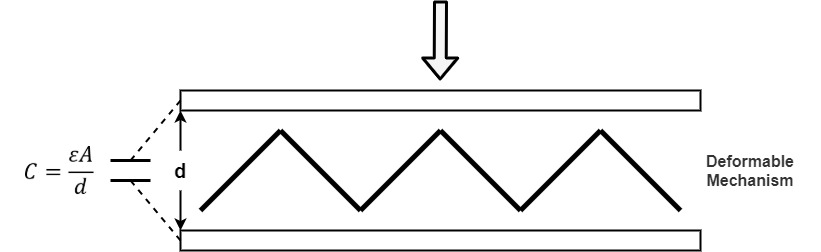 C = εA/d
d
Deformable
Mechanism